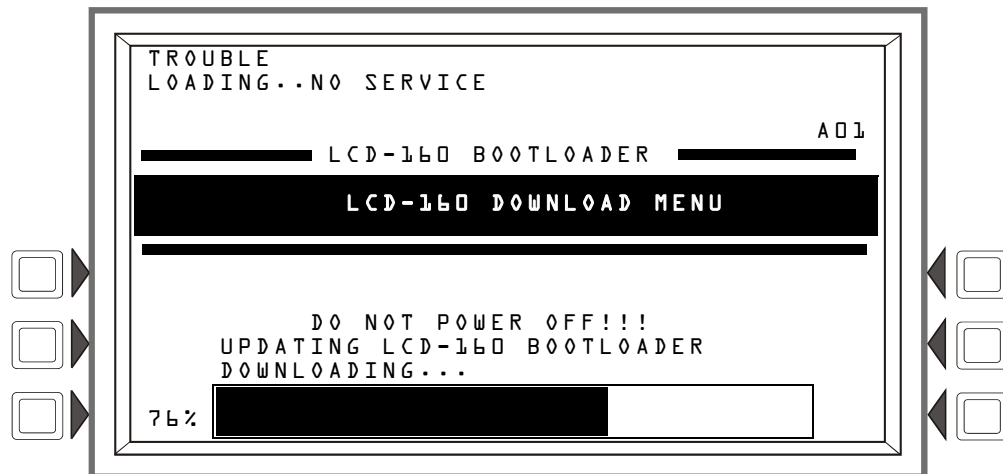 TROUBLE
LOADING..NO SERVICE
A01
LCD-160 BOOTLOADER
LCD-160 DOWNLOAD MENU
DO NOT POWER OFF!!!
UPDATING LCD-160 BOOTLOADER
DOWNLOADING...
76%